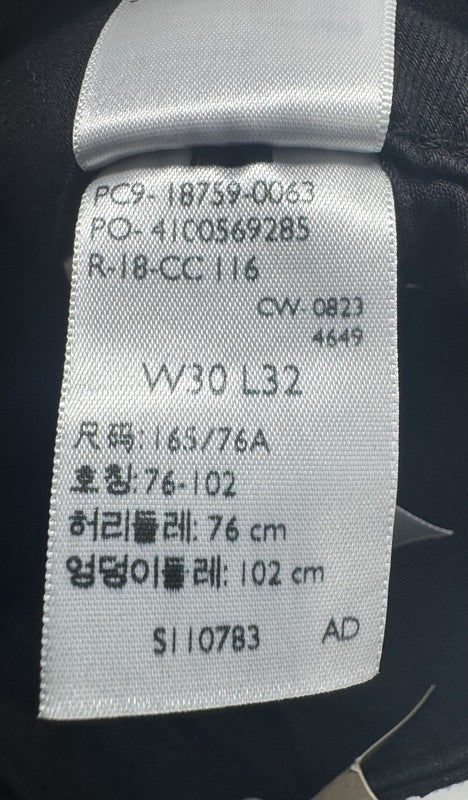 PC9- 18759-0063
PO- 4100569285
R-18-CC 116
CW- 0823
4649
W30 L32
尺码: 165/76A
호칭: 76-102
허리둘레: 76 cm
엉덩이둘레: 102 cm
S110783 AD